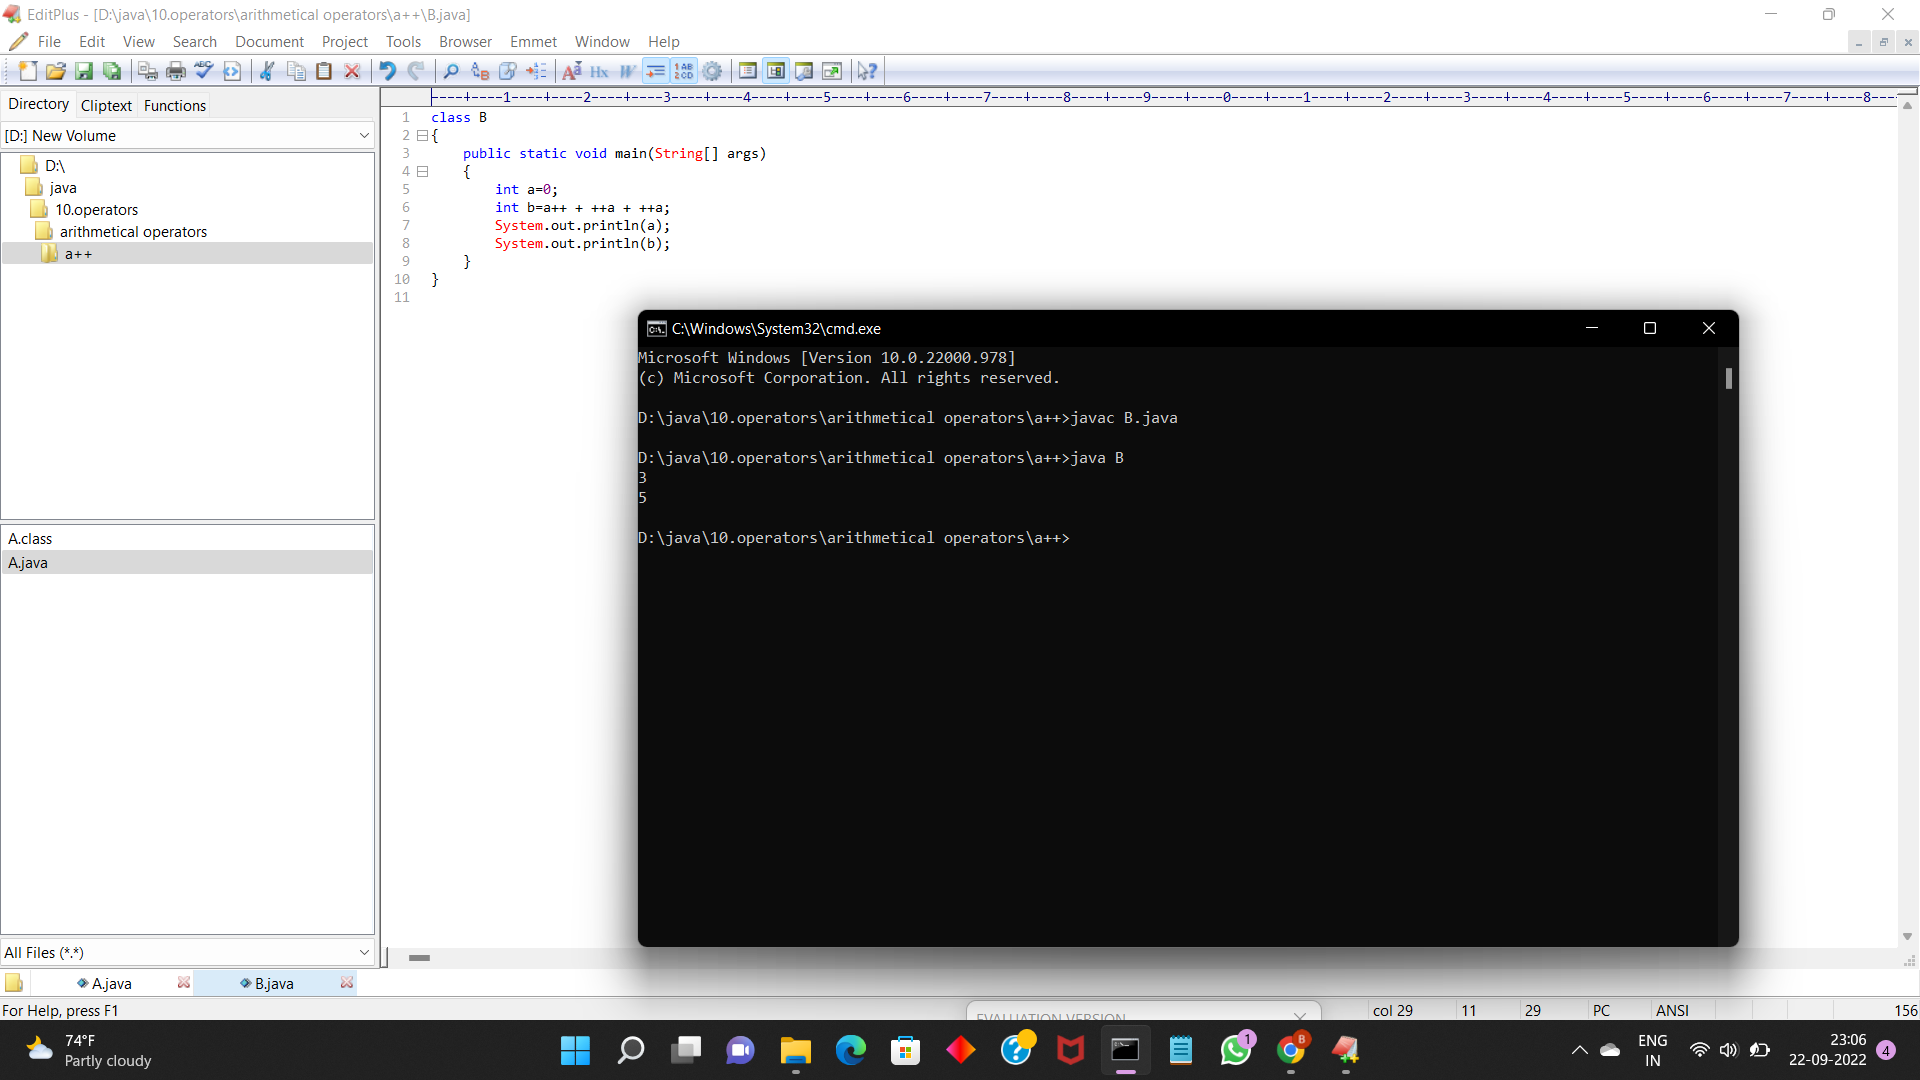 EditPlus - [D:\java\10.operators\arithmetical operators\a++\B.java]
File Edit View Search Document Project Tools Browser Emmet Window Help
Directory Cliptext Functions
[D:] New Volume
D:\
java
10.operators
arithmetical operators
a++
A.class
A.java
All Files (*.*)
----+----1----+----2----+----3----+----4----+----5----+----6----+----7----+----8----+----9----+----0----+----1----+----2----+----3----+----4----+----5----+----6----+----7----+----8---
1 class B
2 {
3 public static void main(String[] args)
4 {
5 int a=0;
6 int b=a++ + ++a + ++a;
7 System.out.println(a);
8 System.out.println(b);
9 }
10 }
11
C:\Windows\System32\cmd.exe
Microsoft Windows [Version 10.0.22000.978]
(c) Microsoft Corporation. All rights reserved.
D:\java\10.operators\arithmetical operators\a++>javac B.java
D:\java\10.operators\arithmetical operators\a++>java B
3
5
D:\java\10.operators\arithmetical operators\a++>
A.java B.java
For Help, press F1
EVALUATION VERSION
col 29 11 29 PC ANSI 156
74°F
Partly cloudy
1
B
ENG
IN
23:06
22-09-2022
4